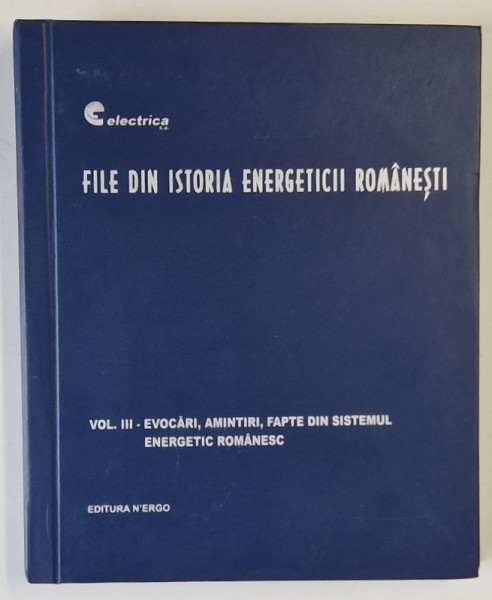 electrica
s.a.
FILE DIN ISTORIA ENERGETICII ROMÂNEȘTI
VOL. III - EVOCĂRI, AMINTIRI, FAPTE DIN SISTEMUL
ENERGETIC ROMÂNESC
EDITURA N'ERGO